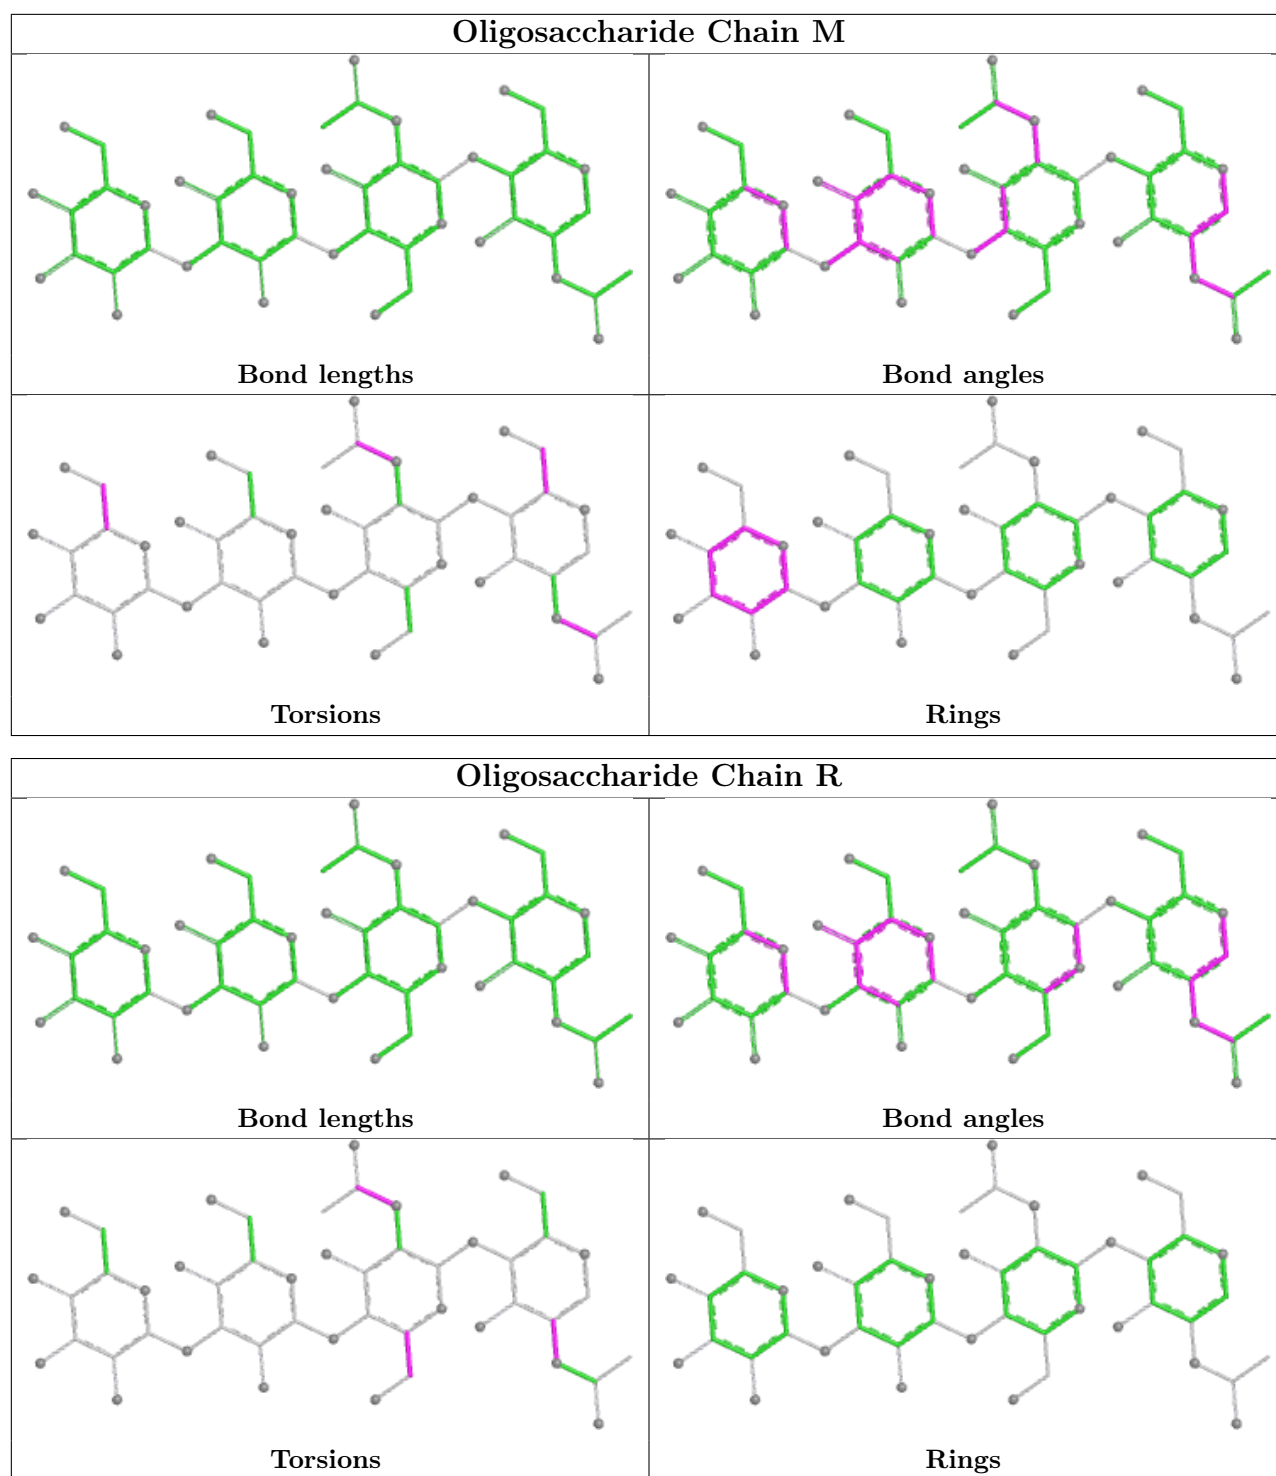 Oligosaccharide Chain M
Bond lengths
Bond angles
Torsions
Rings
Oligosaccharide Chain R
Bond lengths
Bond angles
Torsions
Rings